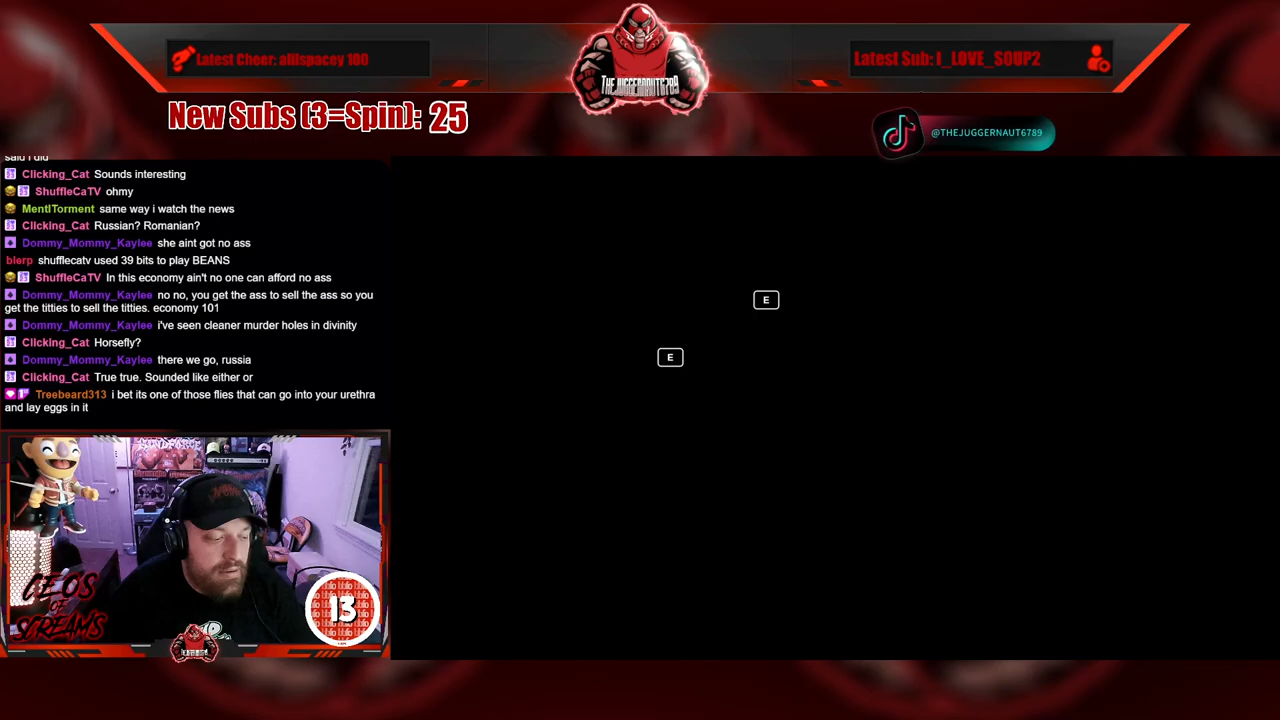 Latest Cheer: allispacey 100
THEJUGGERNAUT6789
Latest Sub: I_LOVE_SOUP2
New Subs (3=Spin): 25
@THEJUGGERNAUT6789
said I did
Clicking_Cat Sounds interesting
ShuffleCaTV ohmy
MentlTorment same way i watch the news
Clicking_Cat Russian? Romanian?
Dommy_Mommy_Kaylee she aint got no ass
blerp shufflecatv used 39 bits to play BEANS
ShuffleCaTV In this economy ain't no one can afford no ass
Dommy_Mommy_Kaylee no no, you get the ass to sell the ass so you
get the titties to sell the titties. economy 101
Dommy_Mommy_Kaylee i've seen cleaner murder holes in divinity
Clicking_Cat Horsefly?
Dommy_Mommy_Kaylee there we go, russia
Clicking_Cat True true. Sounded like either or
Treebeard313 i bet its one of those flies that can go into your urethra
and lay eggs in it
E
E
CEOS
OF
SCREAMS
13